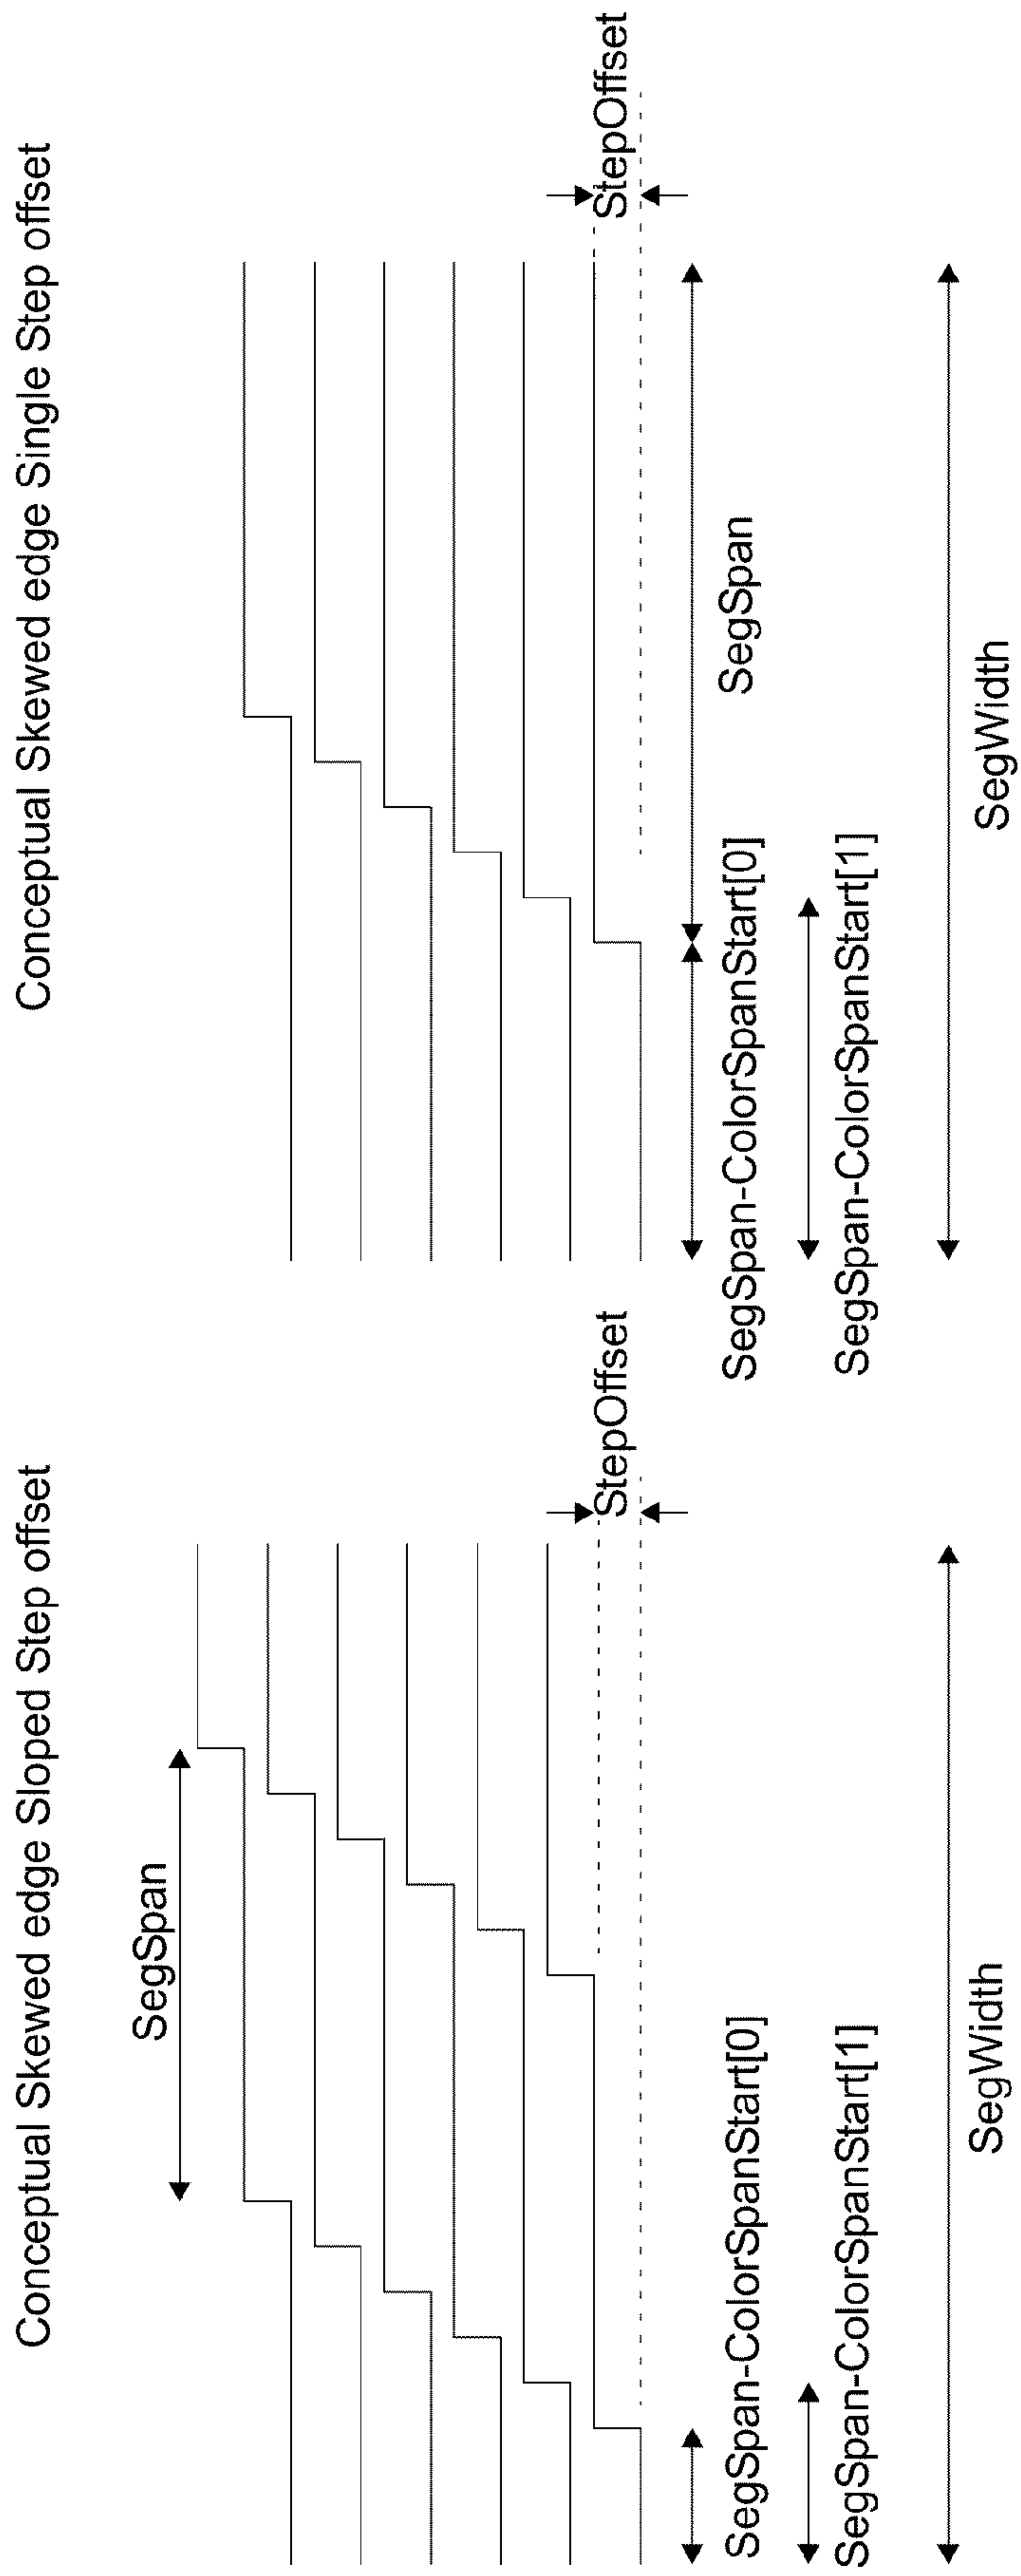 Conceptual Skewed edge Sloped Step offset
SegSpan
StepOffset
SegSpan-ColorSpanStart[0]
SegSpan-ColorSpanStart[1]
SegWidth
Conceptual Skewed edge Single Step offset
StepOffset
SegSpan
SegSpan-ColorSpanStart[0]
SegSpan-ColorSpanStart[1]
SegWidth